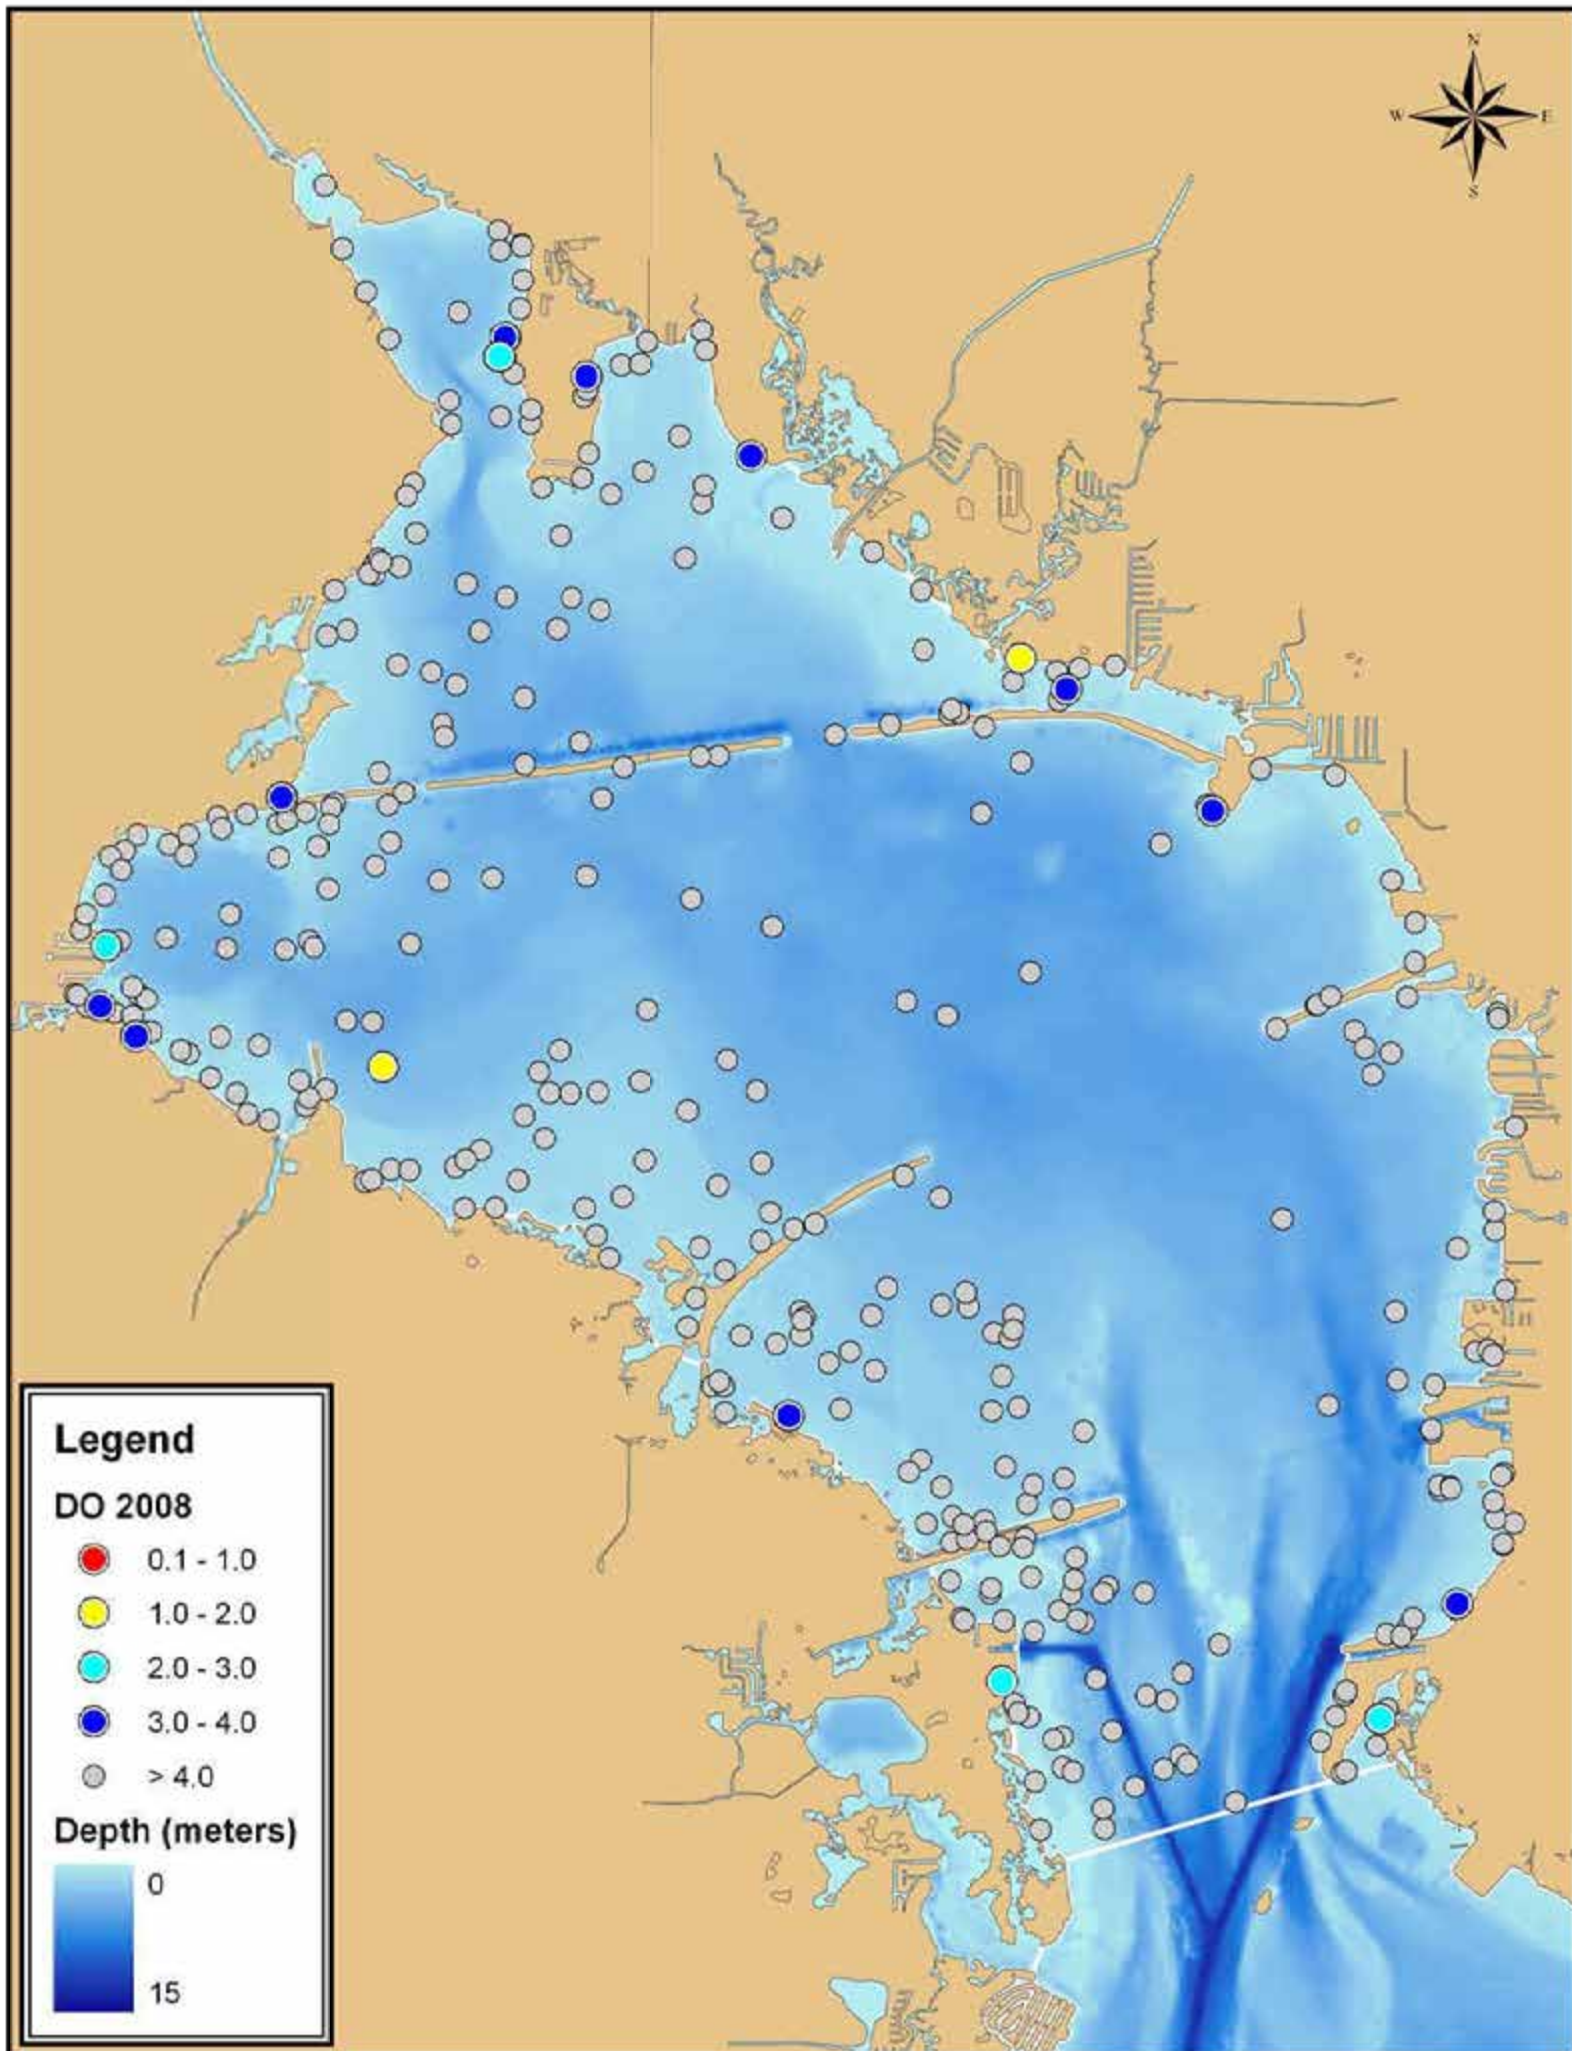 N
W E
S
Legend
DO 2008
0.1 - 1.0
1.0 - 2.0
2.0 - 3.0
3.0 - 4.0
> 4.0
Depth (meters)
0
15